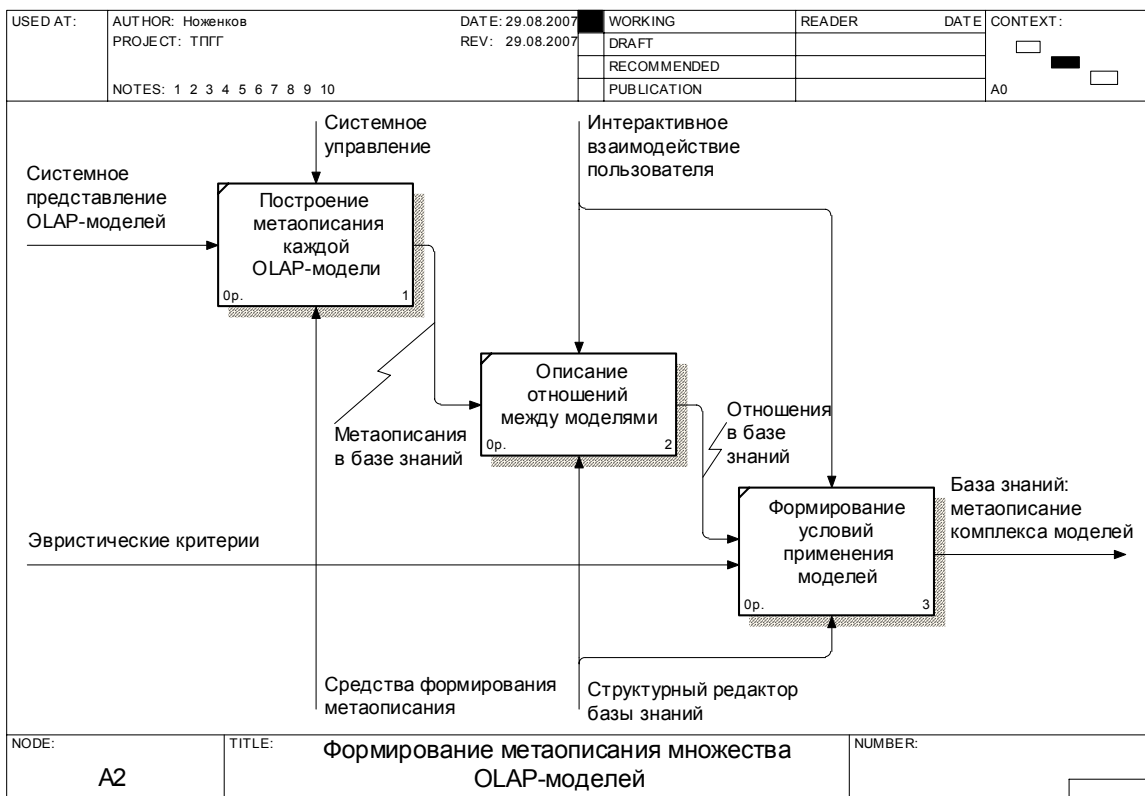 USED AT:
AUTHOR: Ноженков
DATE: 29.08.2007
WORKING
READER
DATE
CONTEXT:
PROJECT: ТПГГ
REV: 29.08.2007
DRAFT
RECOMMENDED
NOTES: 1 2 3 4 5 6 7 8 9 10
PUBLICATION
A0
Системное
управление
Интерактивное
взаимодействие
пользователя
Системное
представление
OLAP-моделей
Построение
метаописания
каждой
OLAP-модели
0р.
1
Описание
отношений
между моделями
0р.
2
Метаописания
в базе знаний
Отношения
в базе
знаний
Формирование
условий
применения
моделей
0р.
3
База знаний:
метаописание
комплекса моделей
Эвристические критерии
Средства формирования
метаописания
Структурный редактор
базы знаний
NODE:
A2
TITLE:
Формирование метаописания множества
OLAP-моделей
NUMBER: